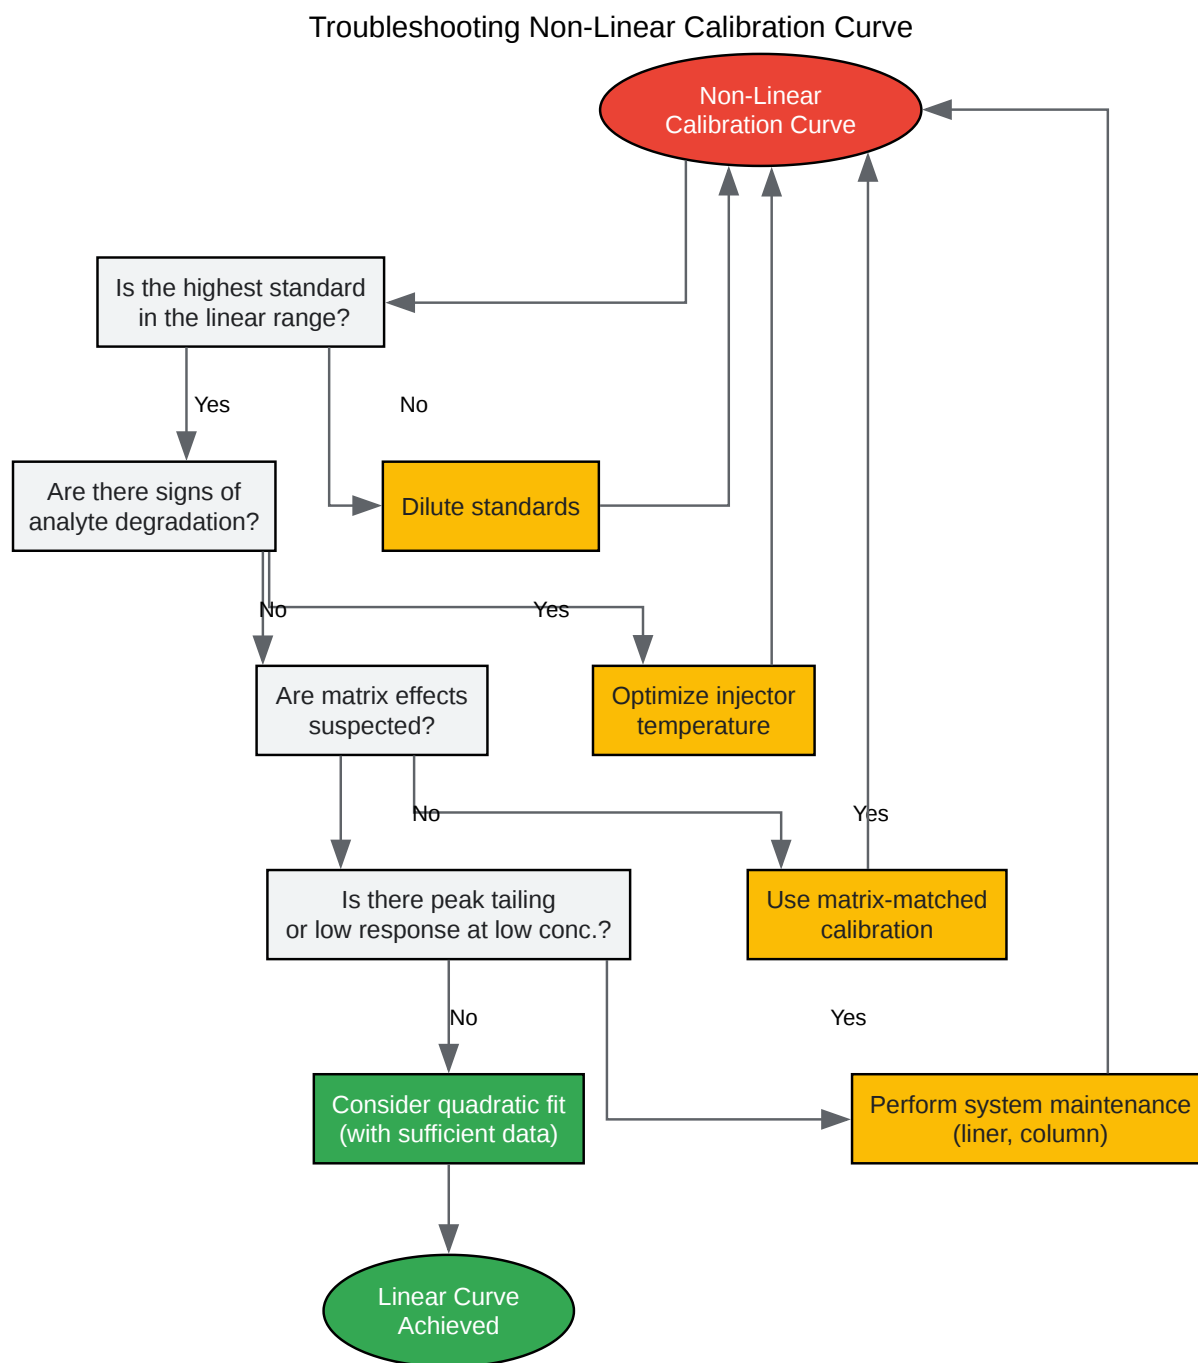 Troubleshooting Non-Linear Calibration Curve
Non-Linear
Calibration Curve
Is the highest standard
in the linear range?
Yes
No
Are there signs of
analyte degradation?
Dilute standards
No
Yes
Are matrix effects
suspected?
Optimize injector
temperature
No
Yes
Is there peak tailing
or low response at low conc.?
Use matrix-matched
calibration
No
Yes
Consider quadratic fit
(with sufficient data)
Perform system maintenance
(liner, column)
Linear Curve
Achieved